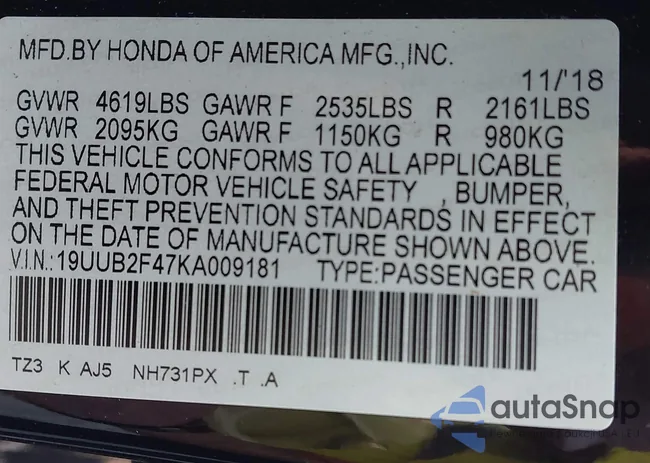 MFD.BY HONDA OF AMERICA MFG.,INC.
11/'18
GVWR 4619LBS GAWR F 2535LBS R 2161LBS
GVWR 2095KG GAWR F 1150KG R 980KG
THIS VEHICLE CONFORMS TO ALL APPLICABLE
FEDERAL MOTOR VEHICLE SAFETY , BUMPER,
AND THEFT PREVENTION STANDARDS IN EFFECT
ON THE DATE OF MANUFACTURE SHOWN ABOVE.
V.I.N.:19UUB2F47KA009181 TYPE:PASSENGER CAR
TZ3 K AJ5 NH731PX .T .A
autaSnap